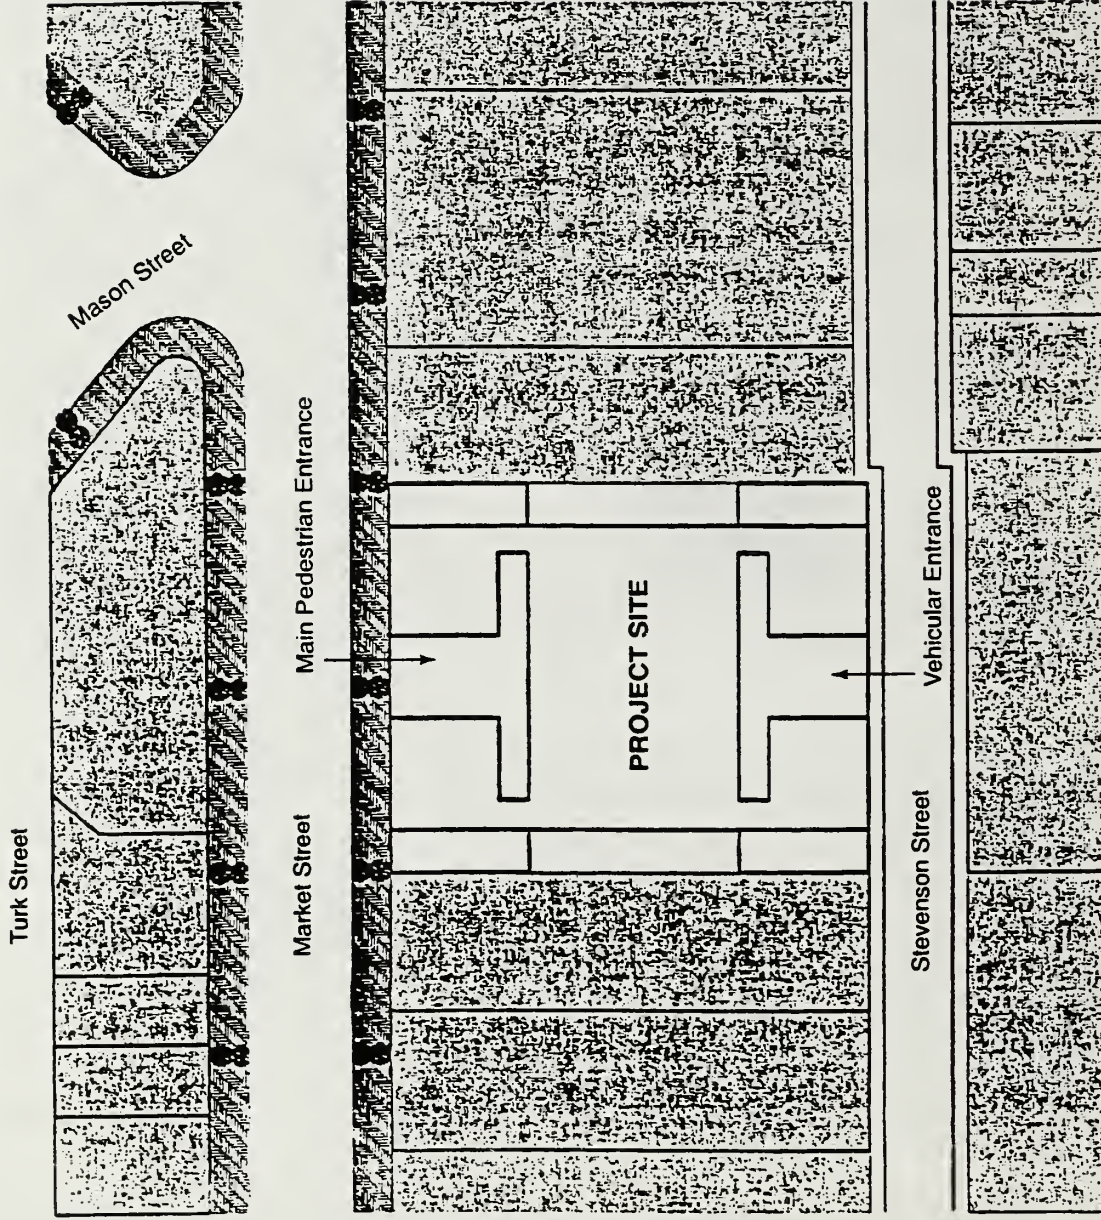 Turk Street
Mason Street
Market Street
Main Pedestrian Entrance
PROJECT SITE
Stevenson Street
Vehicular Entrance